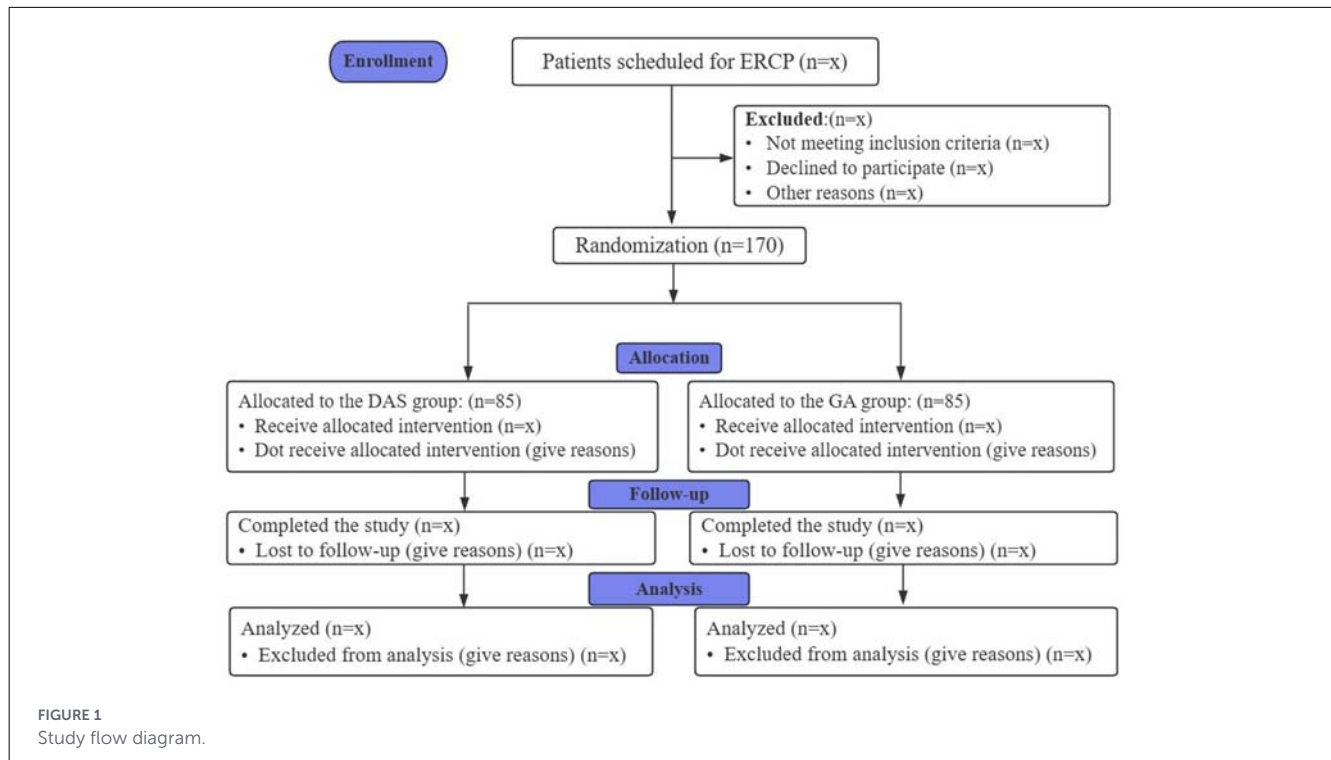 Enrollment
Patients scheduled for ERCP (n=x)
Excluded:(n=x)
• Not meeting inclusion criteria (n=x)
• Declined to participate (n=x)
• Other reasons (n=x)
Randomization (n=170)
Allocation
Allocated to the DAS group: (n=85)
• Receive allocated intervention (n=x)
• Dot receive allocated intervention (give reasons)
Allocated to the GA group: (n=85)
• Receive allocated intervention (n=x)
• Dot receive allocated intervention (give reasons)
Follow-up
Completed the study (n=x)
• Lost to follow-up (give reasons) (n=x)
Completed the study (n=x)
• Lost to follow-up (give reasons) (n=x)
Analysis
Analyzed (n=x)
• Excluded from analysis (give reasons) (n=x)
Analyzed (n=x)
• Excluded from analysis (give reasons) (n=x)
FIGURE 1
Study flow diagram.